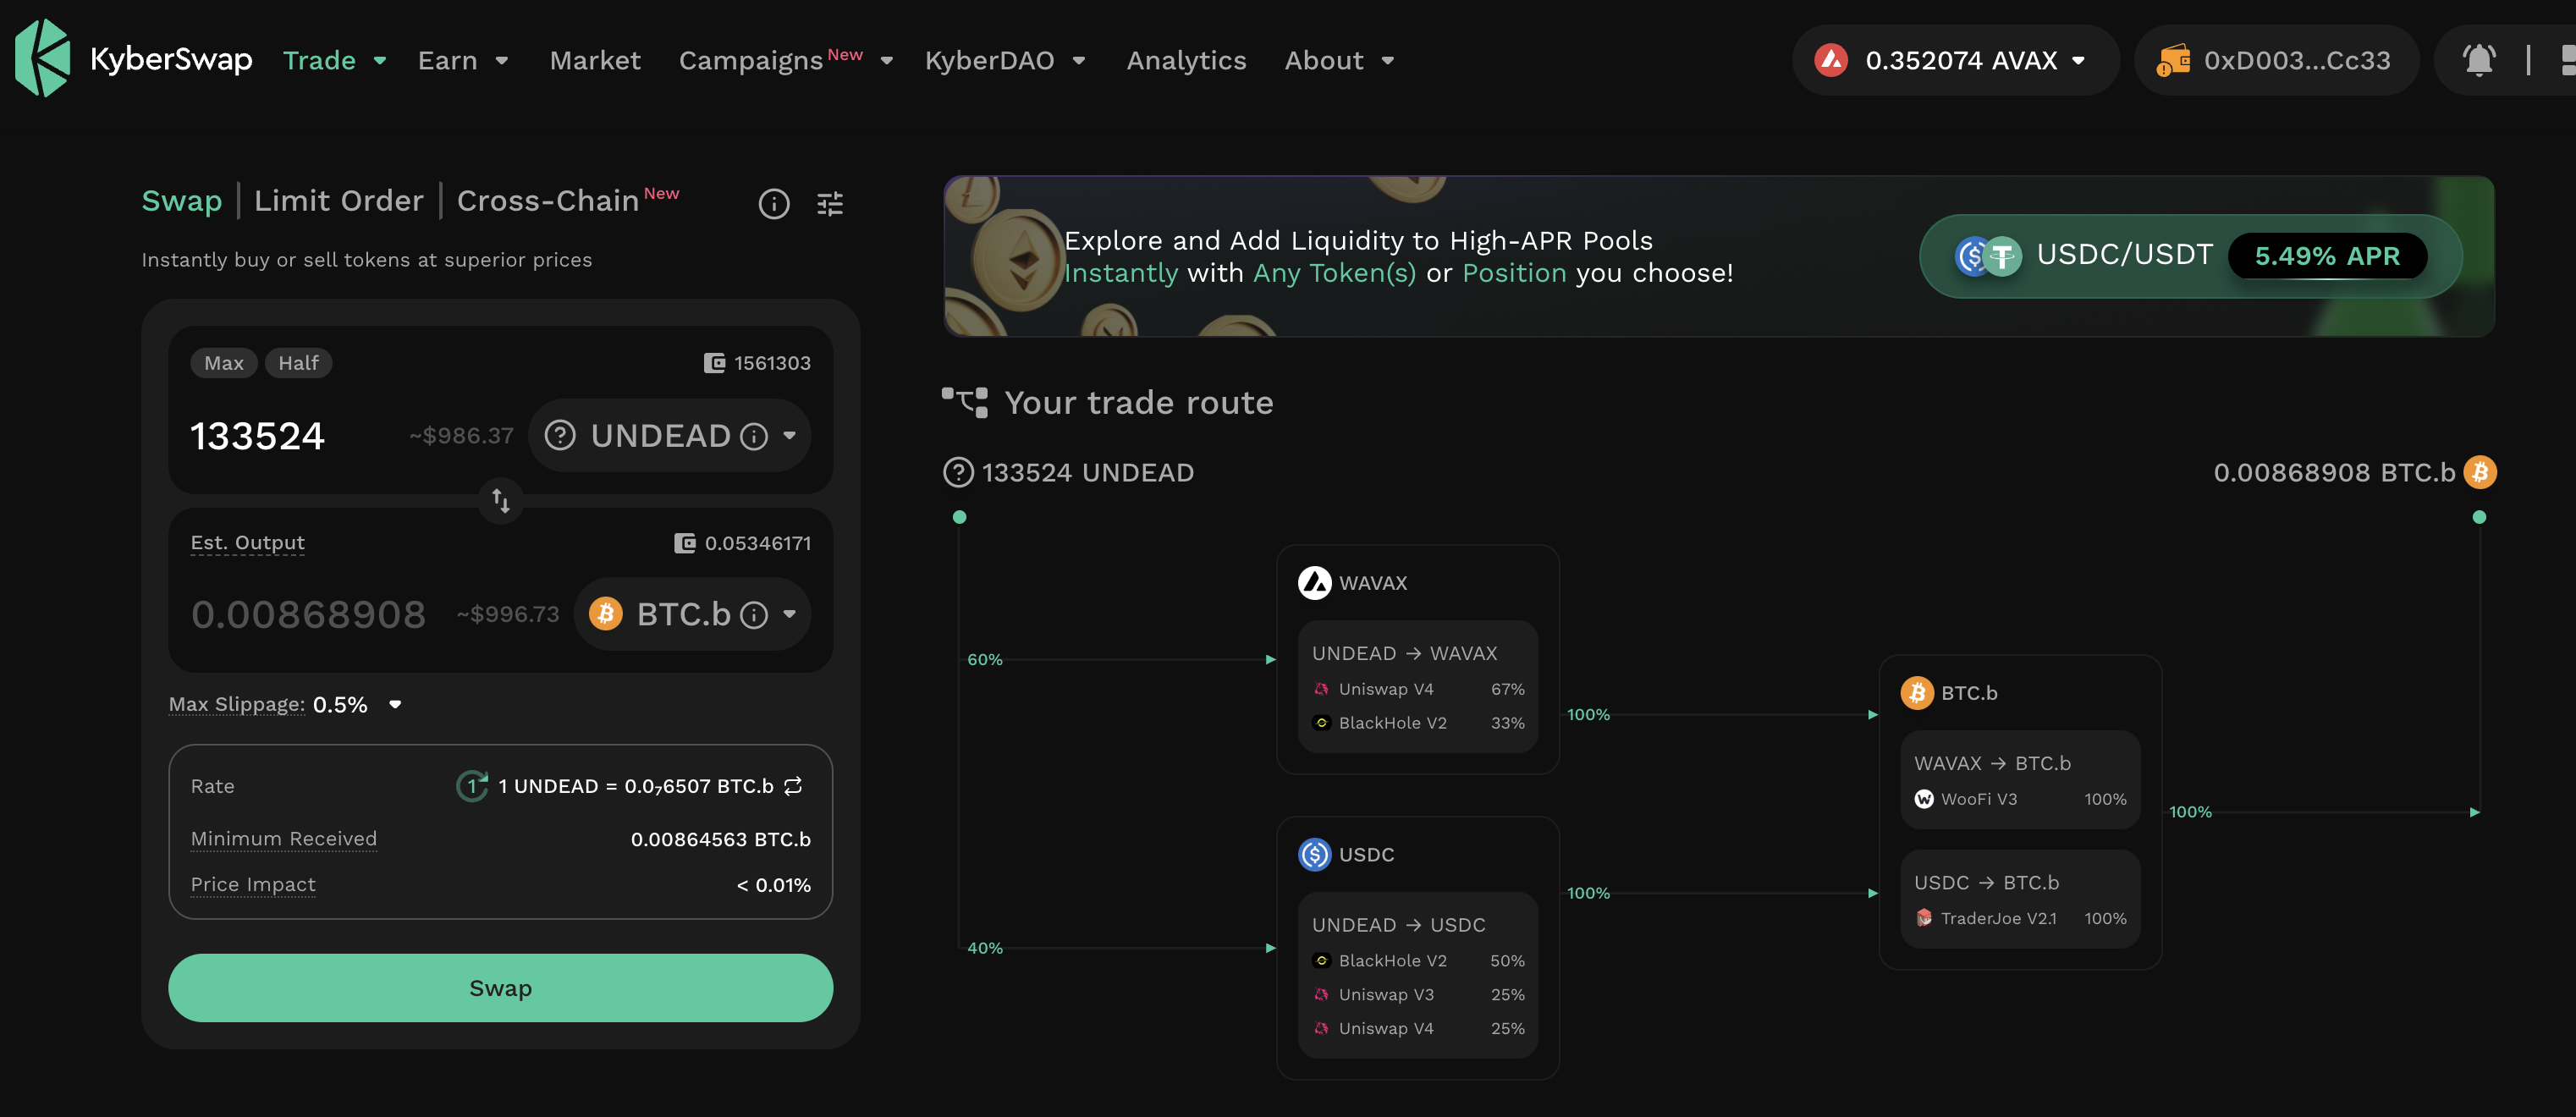 KyberSwap Trade Earn Market Campaigns New KyberDAO Analytics About 0.352074 AVAX 0xD003...Cc33
Swap | Limit Order | Cross-Chain New
Instantly buy or sell tokens at superior prices
Max Half 1561303
133524 ~$986.37 UNDEAD
Est. Output 0.05346171
0.00868908 ~$996.73 BTC.b
Max Slippage: 0.5%
Rate 1 1 UNDEAD = 0.0₇6507 BTC.b
Minimum Received 0.00864563 BTC.b
Price Impact < 0.01%
Swap
Explore and Add Liquidity to High-APR Pools
Instantly with Any Token(s) or Position you choose!
USDC/USDT 5.49% APR
Your trade route
133524 UNDEAD 0.00868908 BTC.b
60%
WAVAX
UNDEAD → WAVAX
Uniswap V4 67%
BlackHole V2 33%
100%
40%
USDC
UNDEAD → USDC
BlackHole V2 50%
Uniswap V3 25%
Uniswap V4 25%
100%
BTC.b
WAVAX → BTC.b
WooFi V3 100%
USDC → BTC.b
TraderJoe V2.1 100%
100%